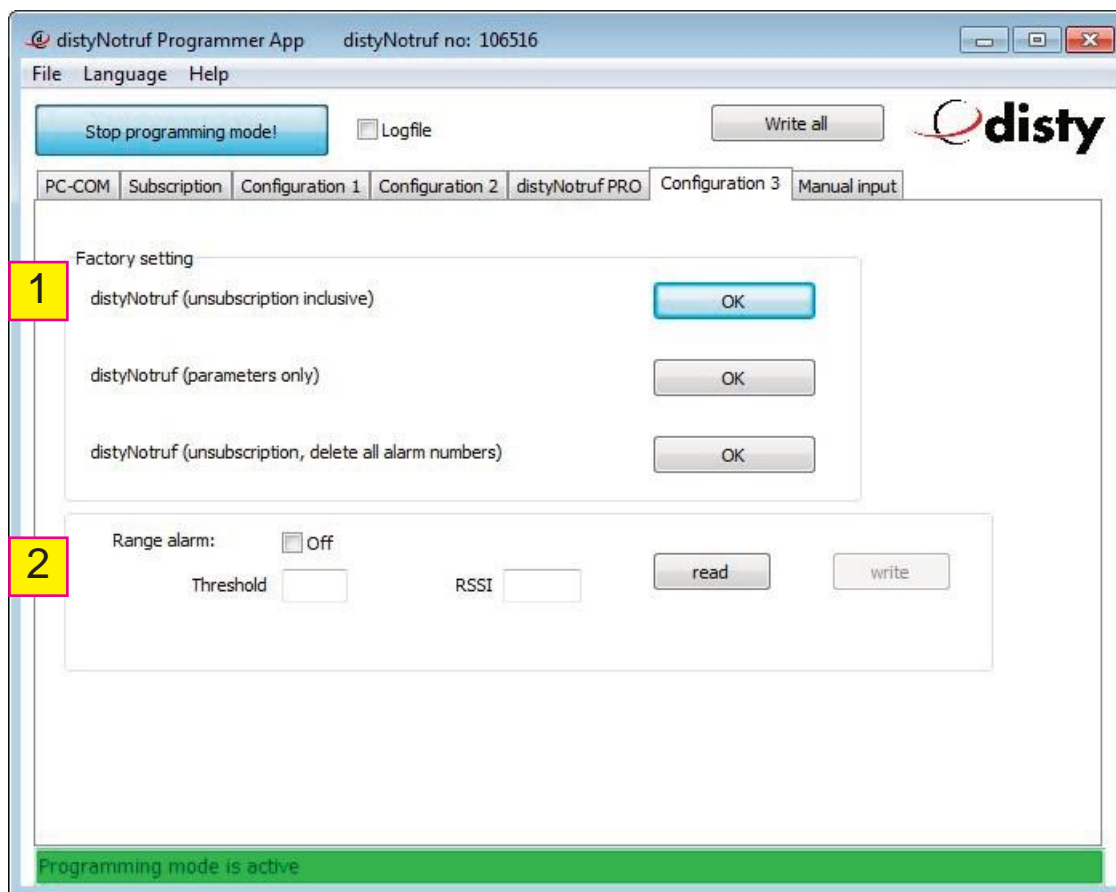 distyNotruf Programmer App distyNotruf no: 106516
File Language Help
Stop programming mode! Logfile Write all disty
PC-COM Subscription Configuration 1 Configuration 2 distyNotruf PRO Configuration 3 Manual input
Factory setting
1
distyNotruf (unsubscription inclusive) OK
distyNotruf (parameters only) OK
distyNotruf (unsubscription, delete all alarm numbers) OK
Range alarm: Off
2
Threshold RSSI read write
Programming mode is active